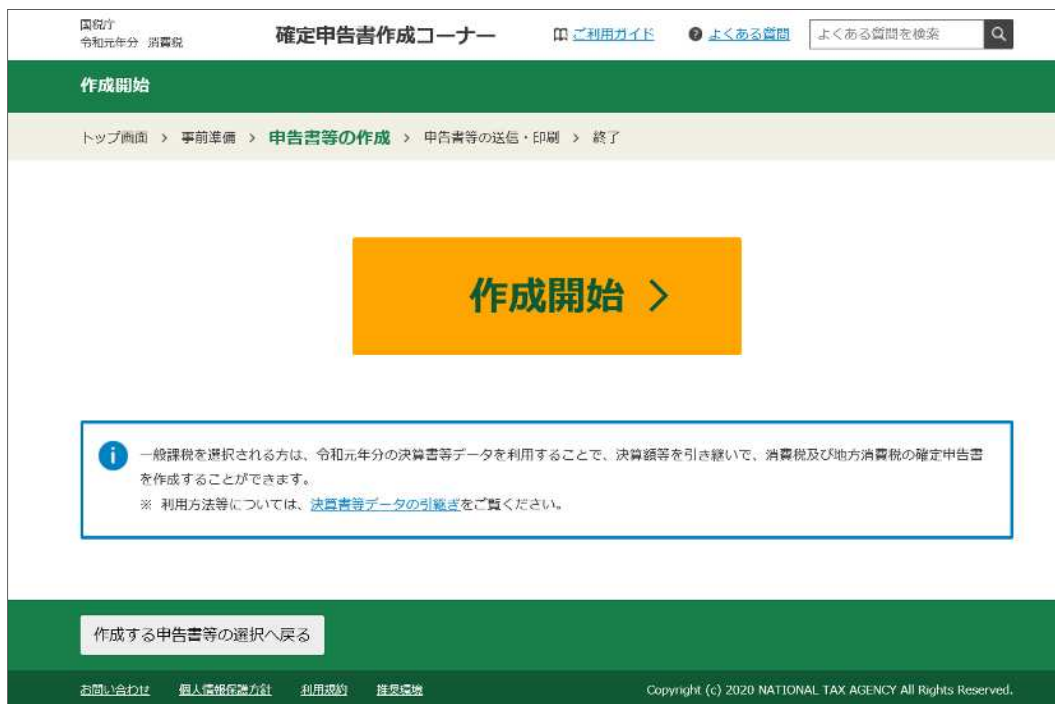 国税庁
令和元年分 消費税
確定申告書作成コーナー
ご利用ガイド
よくある質問
よくある質問を検索
作成開始
トップ画面 > 事前準備 > 申告書等の作成 > 申告書等の送信・印刷 > 終了
作成開始 >
一般課税を選択される方は、令和元年分の決算書等データを利用することで、決算額等を引き継いで、消費税及び地方消費税の確定申告書
を作成することができます。
※ 利用方法等については、決算書等データの引継ぎをご覧ください。
作成する申告書等の選択へ戻る
お問い合わせ 個人情報保護方針 利用規約 推奨環境
Copyright (c) 2020 NATIONAL TAX AGENCY All Rights Reserved.